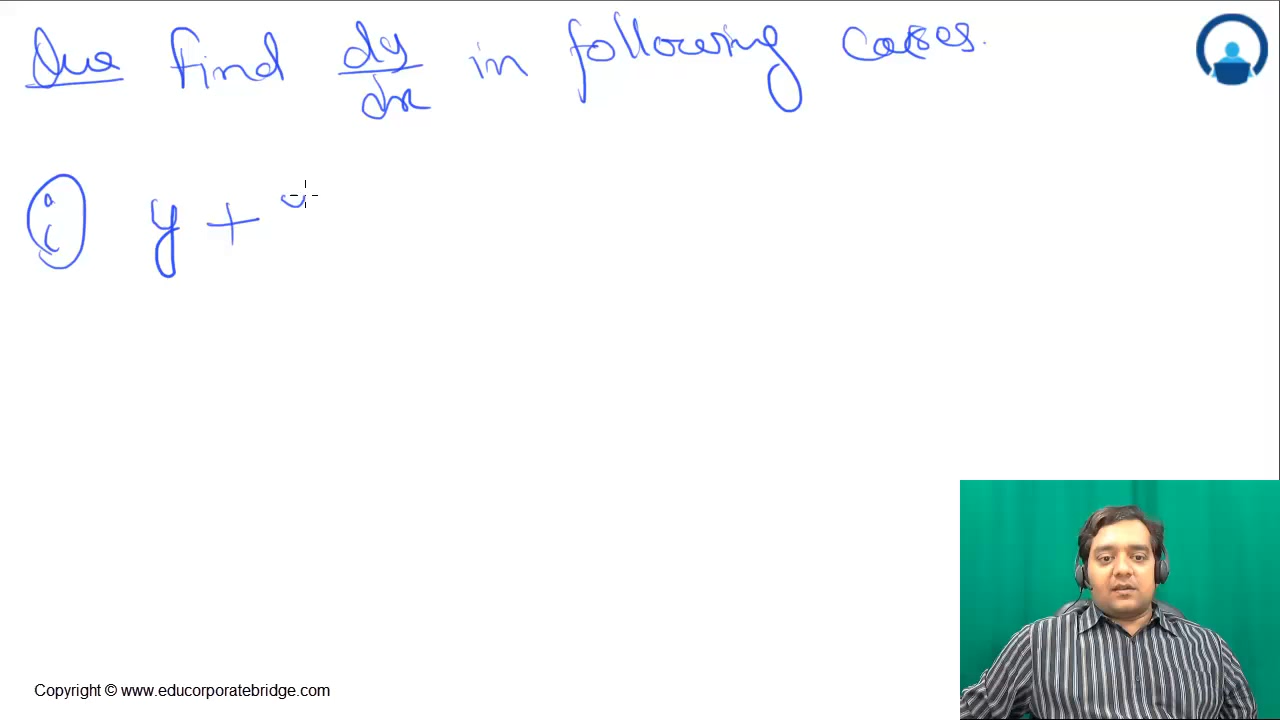 Que Find dy/dx in following cases.
(i) y +
Copyright © www.educorporatebridge.com